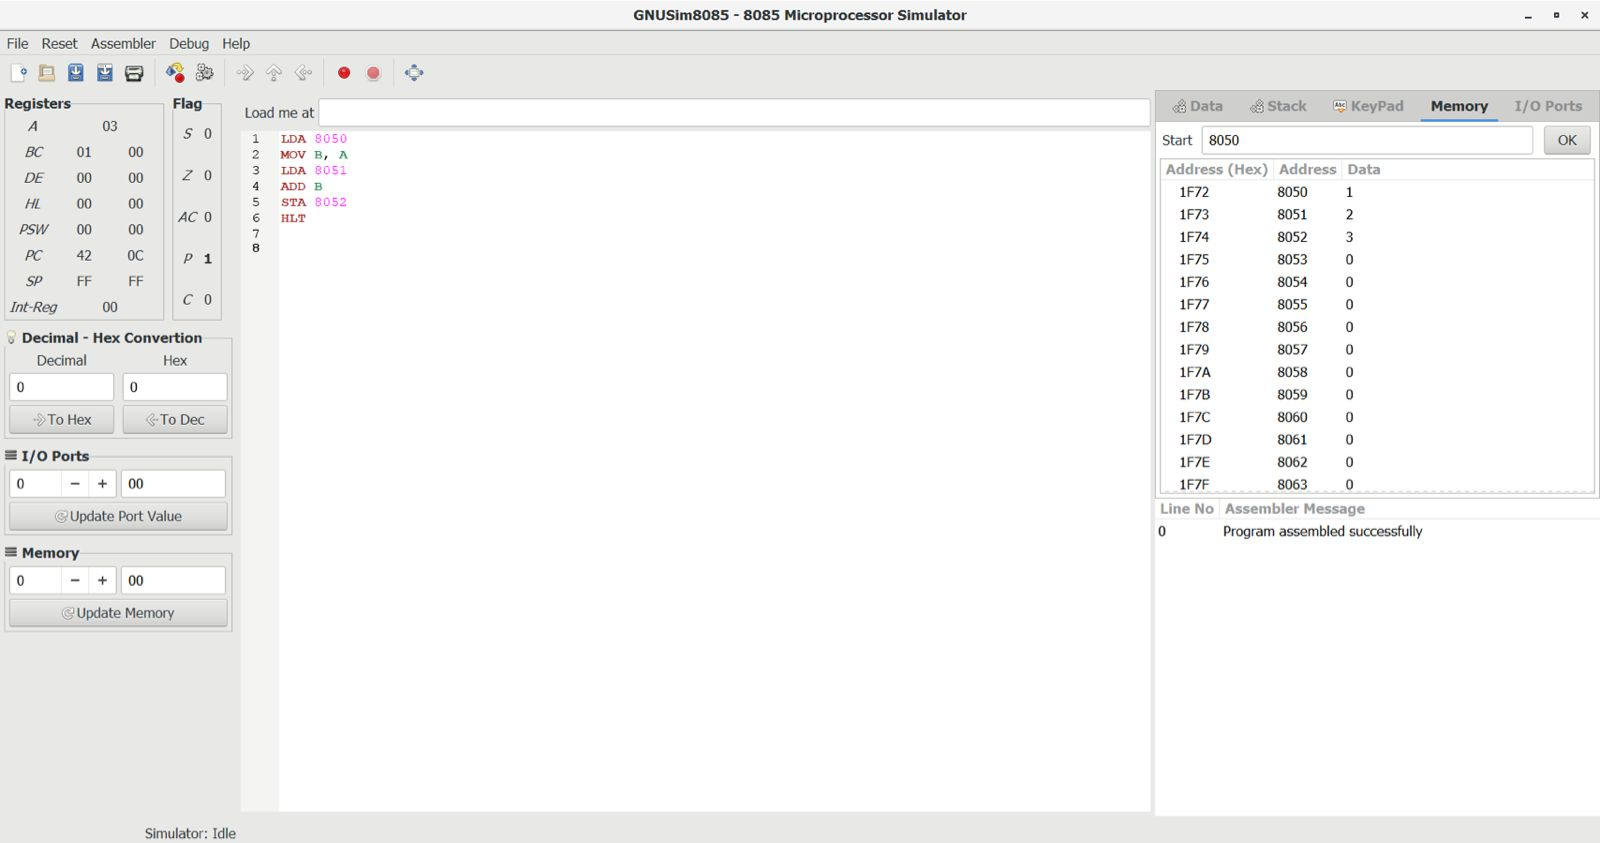 GNUSim8085 - 8085 Microprocessor Simulator
File Reset Assembler Debug Help
Registers
A 03
BC 01 00
DE 00 00
HL 00 00
PSW 00 00
PC 42 0C
SP FF FF
Int-Reg 00
Flag
S 0
Z 0
AC 0
P 1
C 0
Decimal - Hex Convertion
Decimal Hex
0 0
To Hex To Dec
I/O Ports
0 − + 00
Update Port Value
Memory
0 − + 00
Update Memory
Load me at
1 LDA 8050
2 MOV B, A
3 LDA 8051
4 ADD B
5 STA 8052
6 HLT
7
8
Data Stack Abc KeyPad Memory I/O Ports
Start 8050 OK
Address (Hex) Address Data
1F72 8050 1
1F73 8051 2
1F74 8052 3
1F75 8053 0
1F76 8054 0
1F77 8055 0
1F78 8056 0
1F79 8057 0
1F7A 8058 0
1F7B 8059 0
1F7C 8060 0
1F7D 8061 0
1F7E 8062 0
1F7F 8063 0
Line No Assembler Message
0 Program assembled successfully
Simulator: Idle